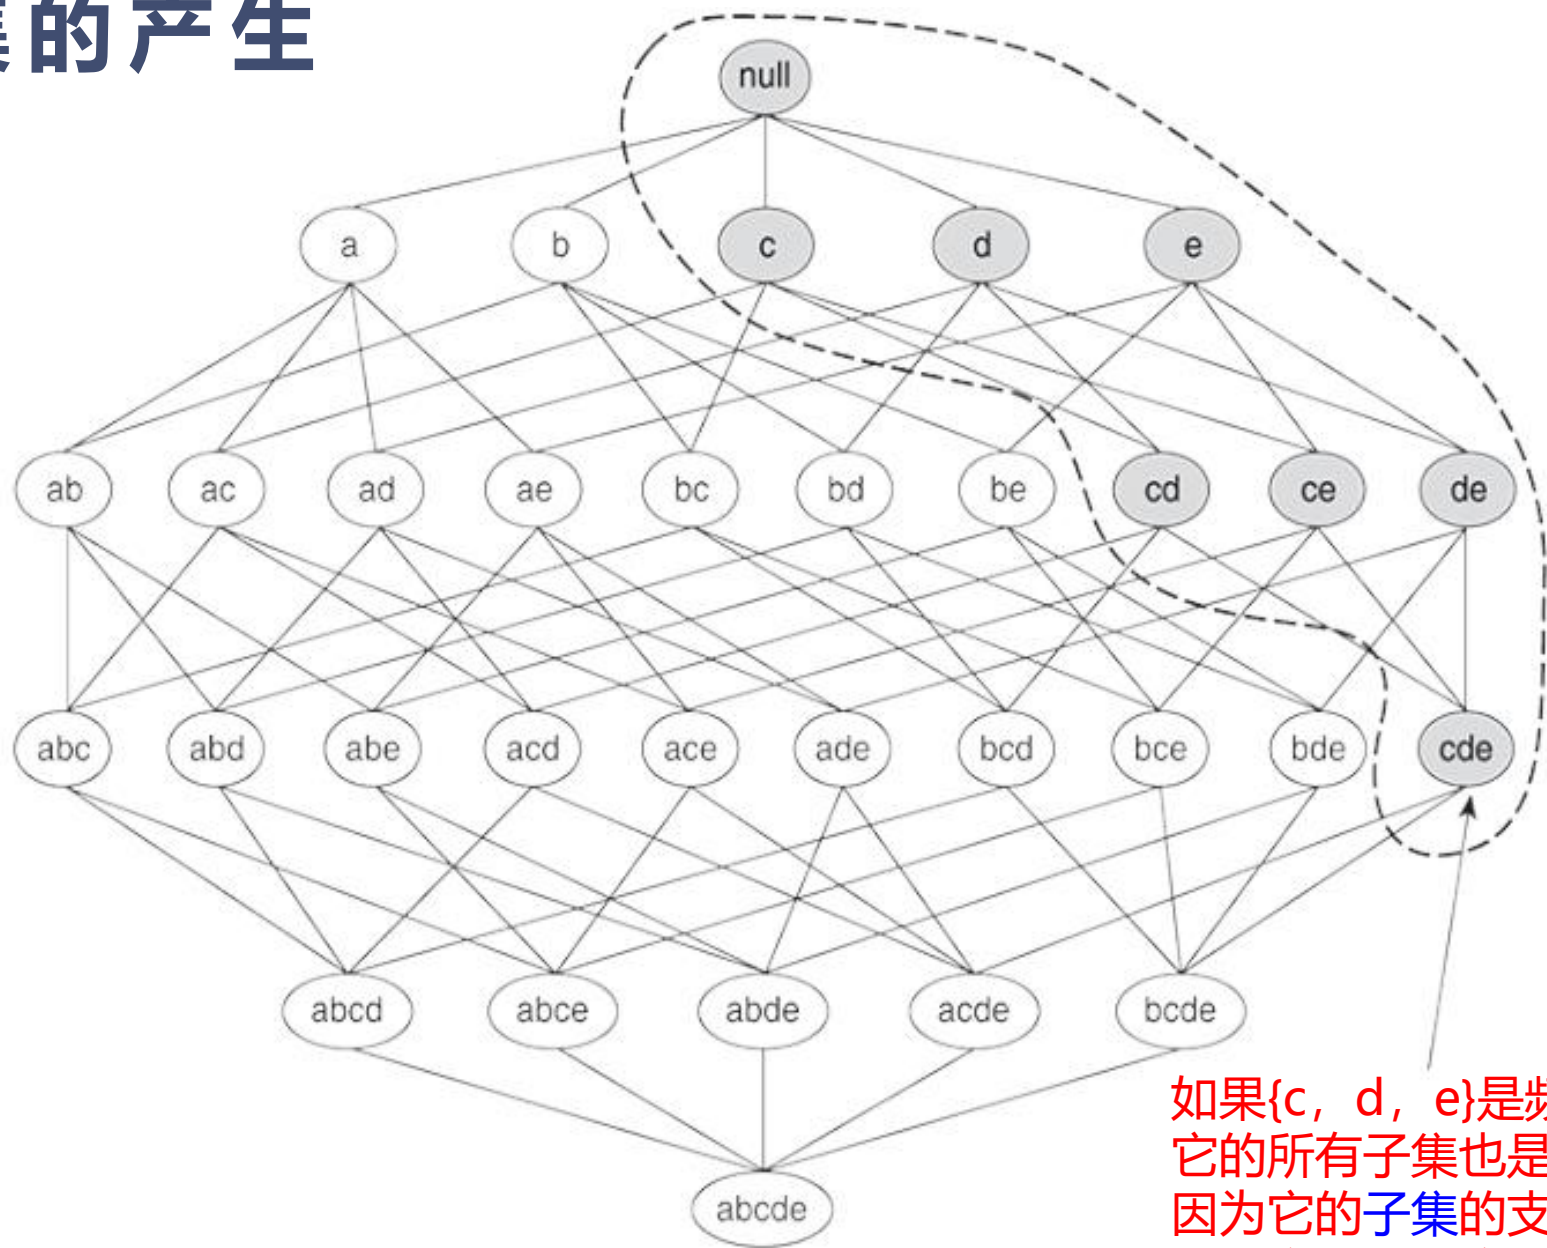 的产生
null
a b c d e
ab ac ad ae bc bd be cd ce de
abc abd abe acd ace ade bcd bce bde cde
abcd abce abde acde bcde
abcde
如果{c，d，e}是
它的所有子集也是
因为它的子集的支